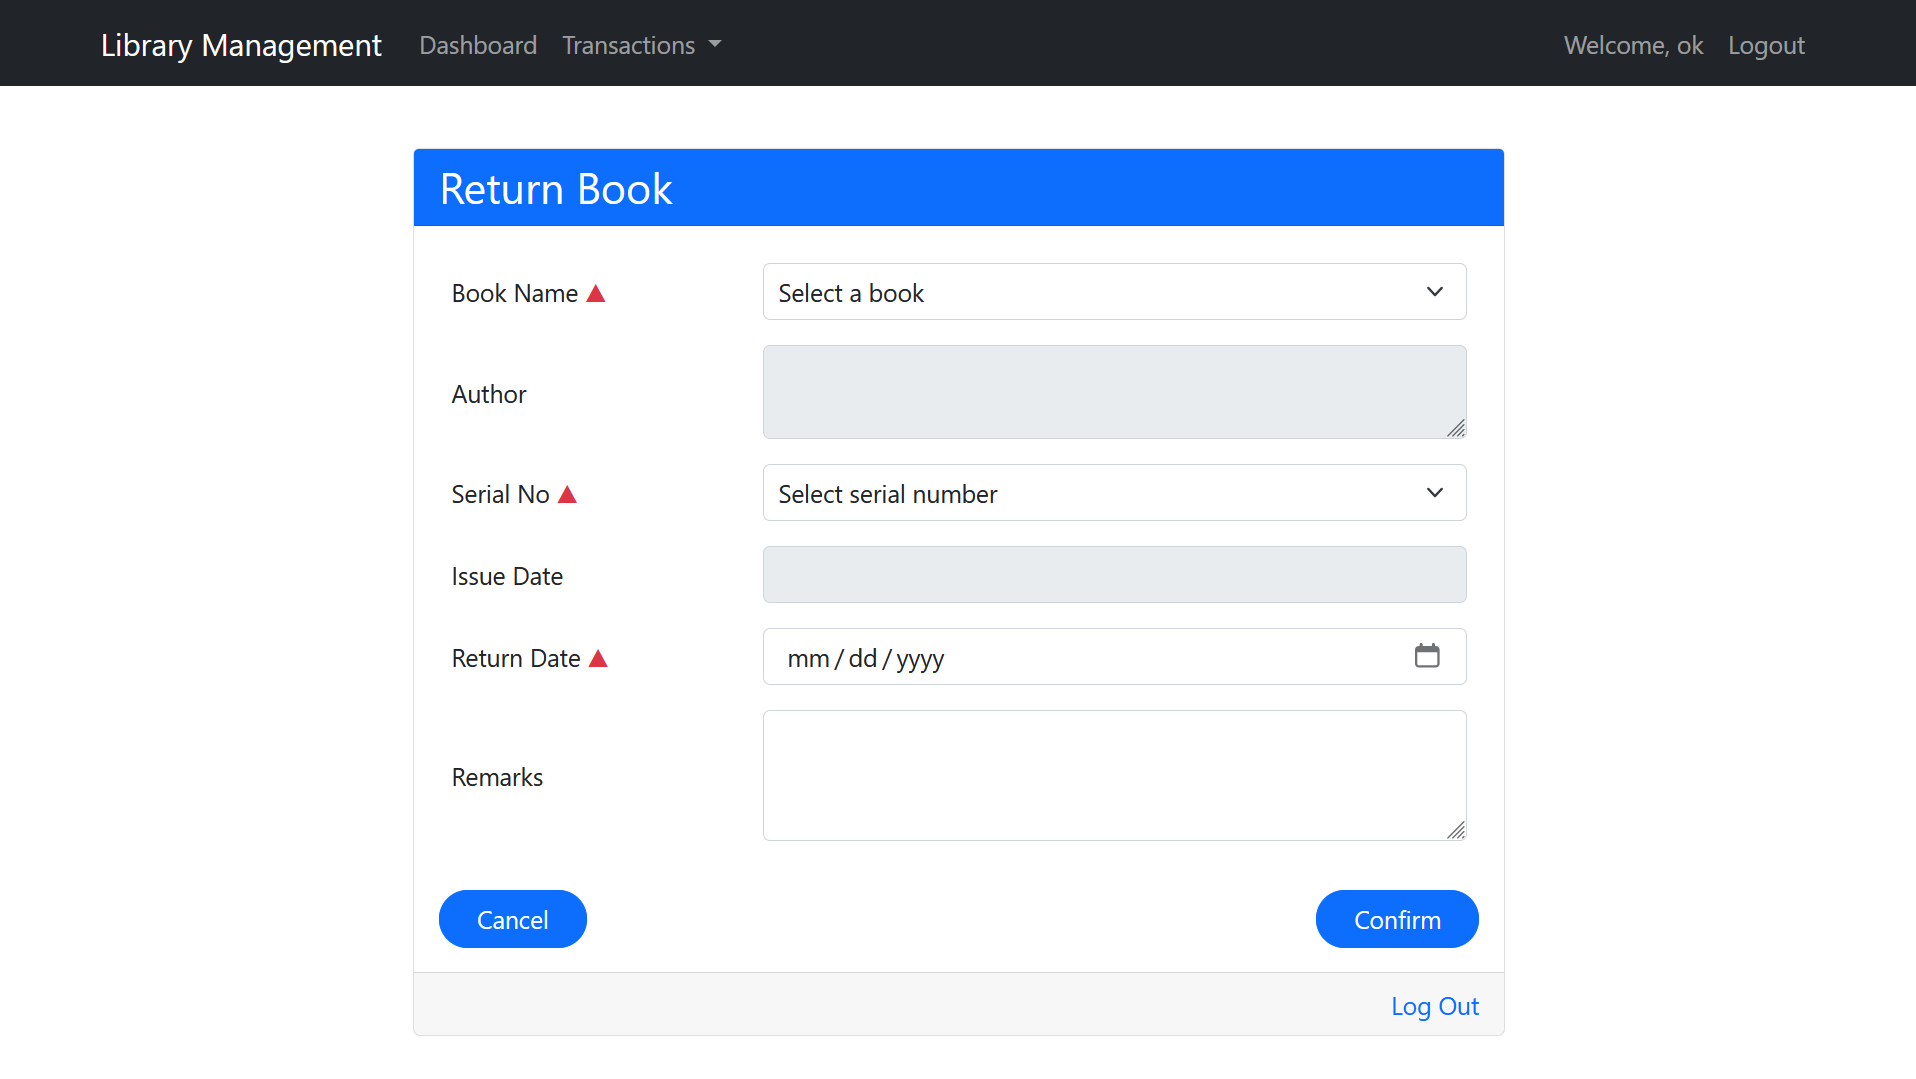 Library Management Dashboard Transactions Welcome, ok Logout
Return Book
Book Name Select a book
Author
Serial No Select serial number
Issue Date
Return Date mm/dd/yyyy
Remarks
Cancel Confirm
Log Out